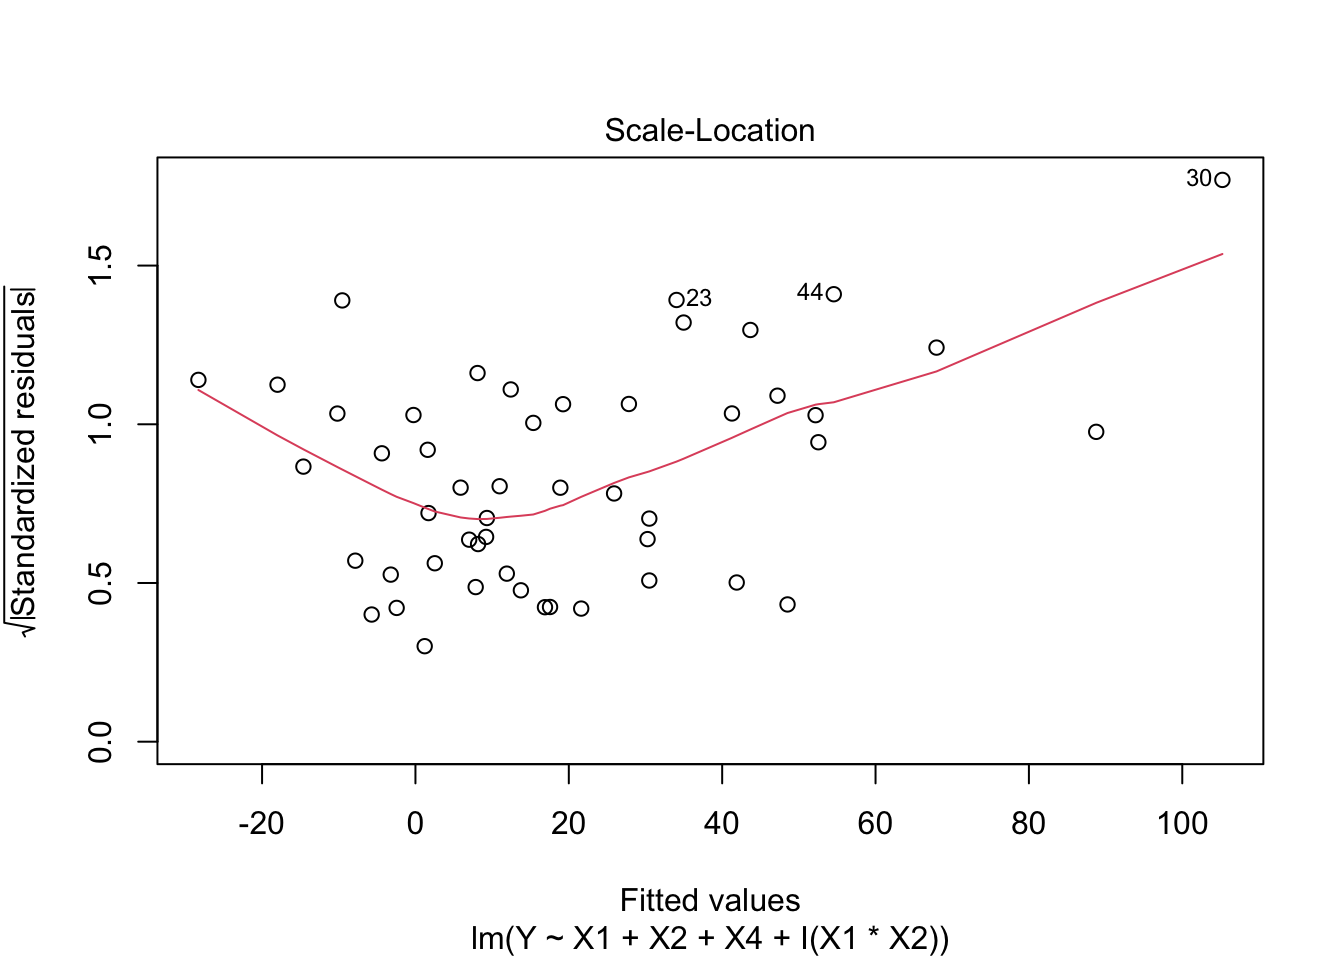 Scale-Location
√|Standardized residuals|
0.0 0.5 1.0 1.5
30
23
44
-20 0 20 40 60 80 100
Fitted values
lm(Y ~ X1 + X2 + X4 + I(X1 * X2))